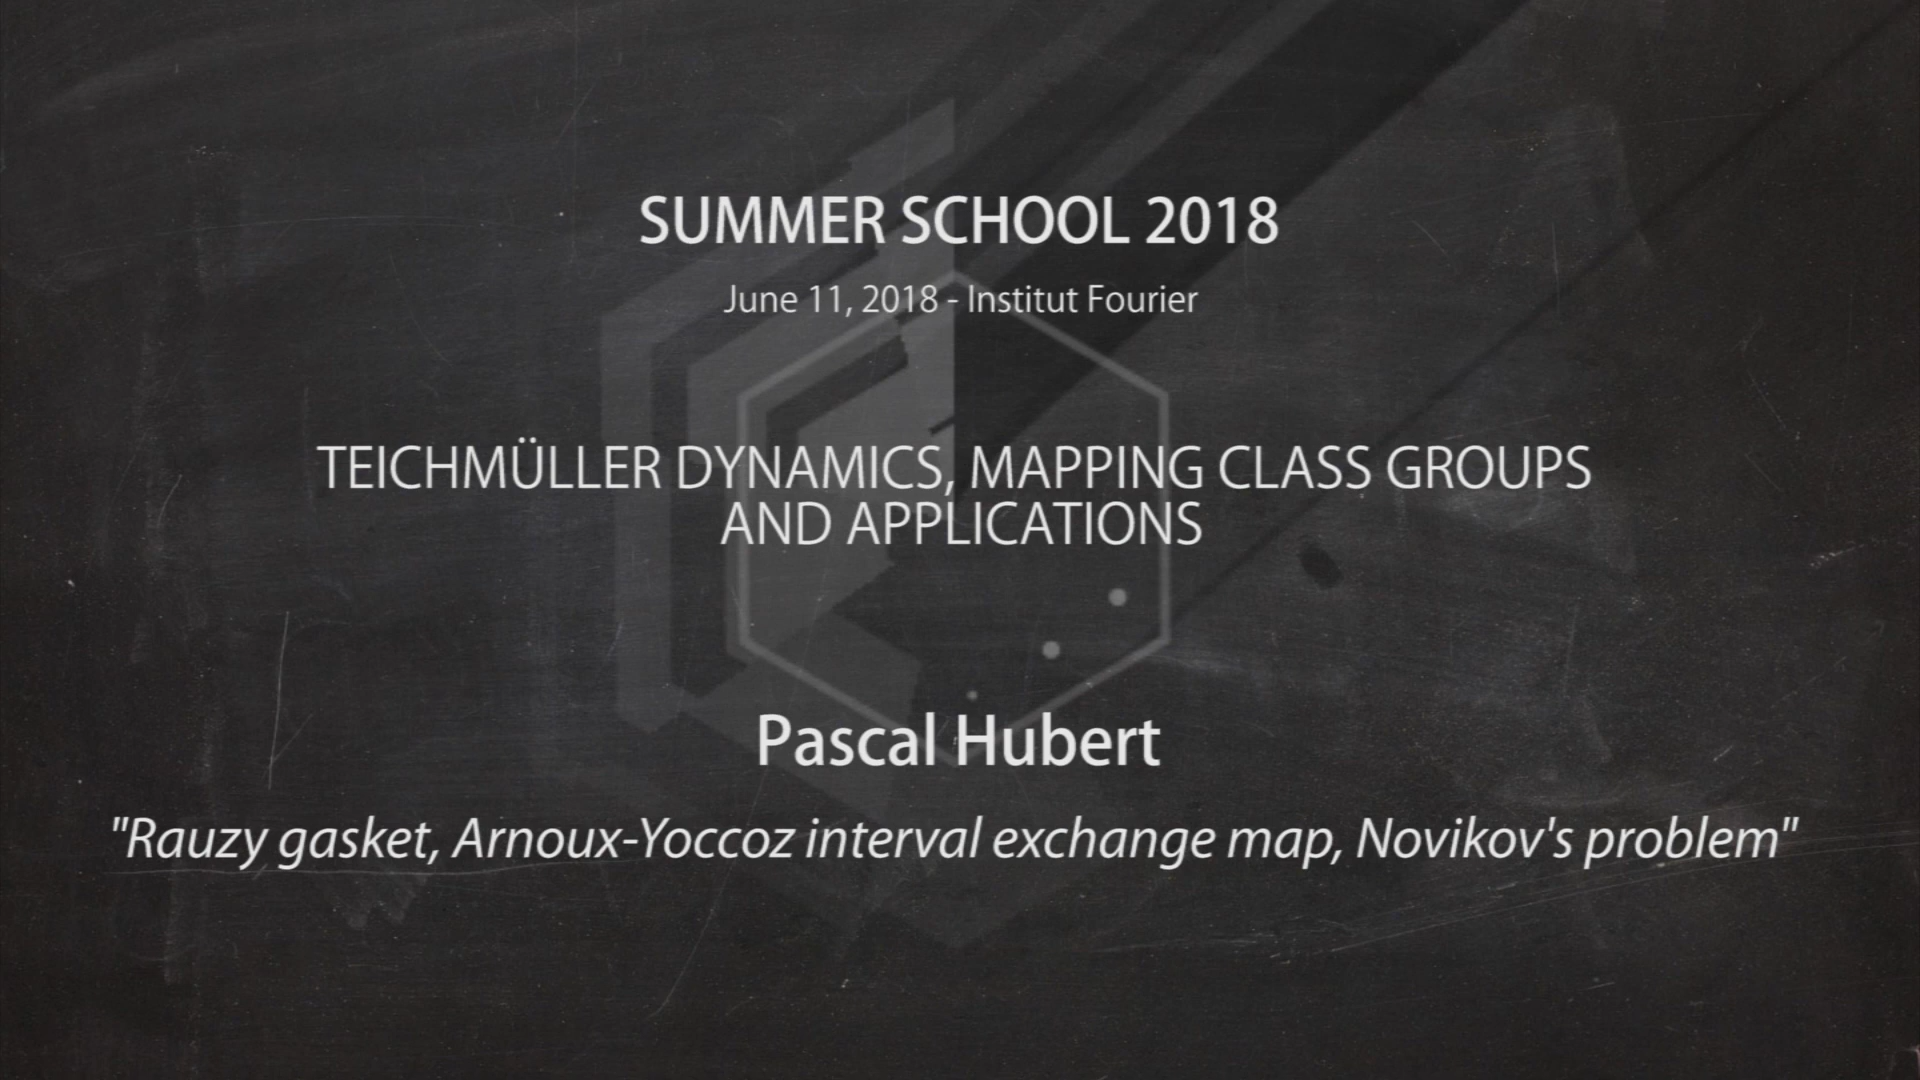 SUMMER SCHOOL 2018
June 11, 2018 - Institut Fourier
TEICHMÜLLER DYNAMICS, MAPPING CLASS GROUPS
AND APPLICATIONS
Pascal Hubert
"Rauzy gasket, Arnoux-Yoccoz interval exchange map, Novikov's problem"